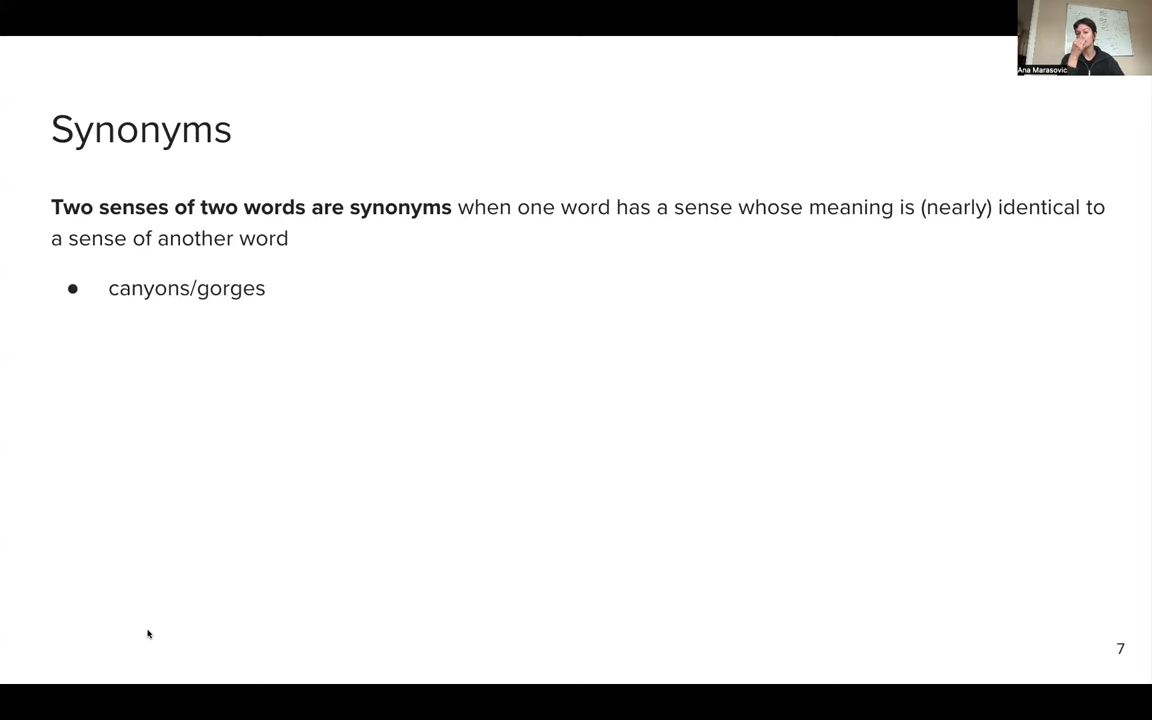 Ana Marasovic
Synonyms
Two senses of two words are synonyms when one word has a sense whose meaning is (nearly) identical to
a sense of another word
● canyons/gorges
7